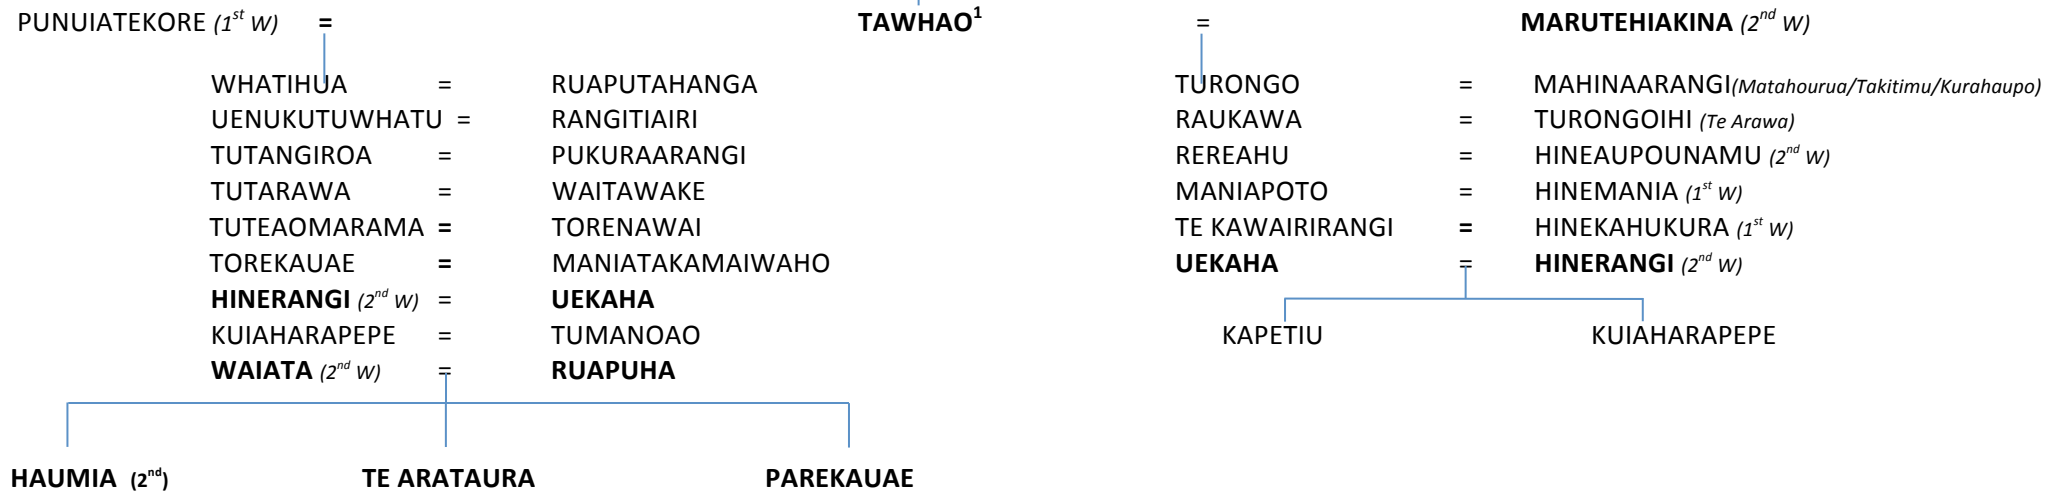 PUNUIATEKORE (1st W) = TAWHAO1 = MARUTEHIAKINA (2nd W)
WHATIHUA = RUAPUTAHANGA TURONGO = MAHINAARANGI(Matahourua/Takitimu/Kurahaupo)
UENUKUTUWHATU = RANGITIAIRI RAUKAWA = TURONGOIHI (Te Arawa)
TUTANGIROA = PUKURAARANGI REREAHU = HINEAUPOUNAMU (2nd W)
TUTARAWA = WAITAWAKE MANIAPOTO = HINEMANIA (1st W)
TUTEAOMARAMA = TORENAWAI TE KAWAIRIRANGI = HINEKAHUKURA (1st W)
TOREKAUAE = MANIATAKAMAIWAHO UEKAHA = HINERANGI (2nd W)
HINERANGI (2nd W) = UEKAHA
KUIAHARAPEPE = TUMANOAO KAPETIU KUIAHARAPEPE
WAIATA (2nd W) = RUAPUHA
HAUMIA (2nd) TE ARATAURA PAREKAUAE